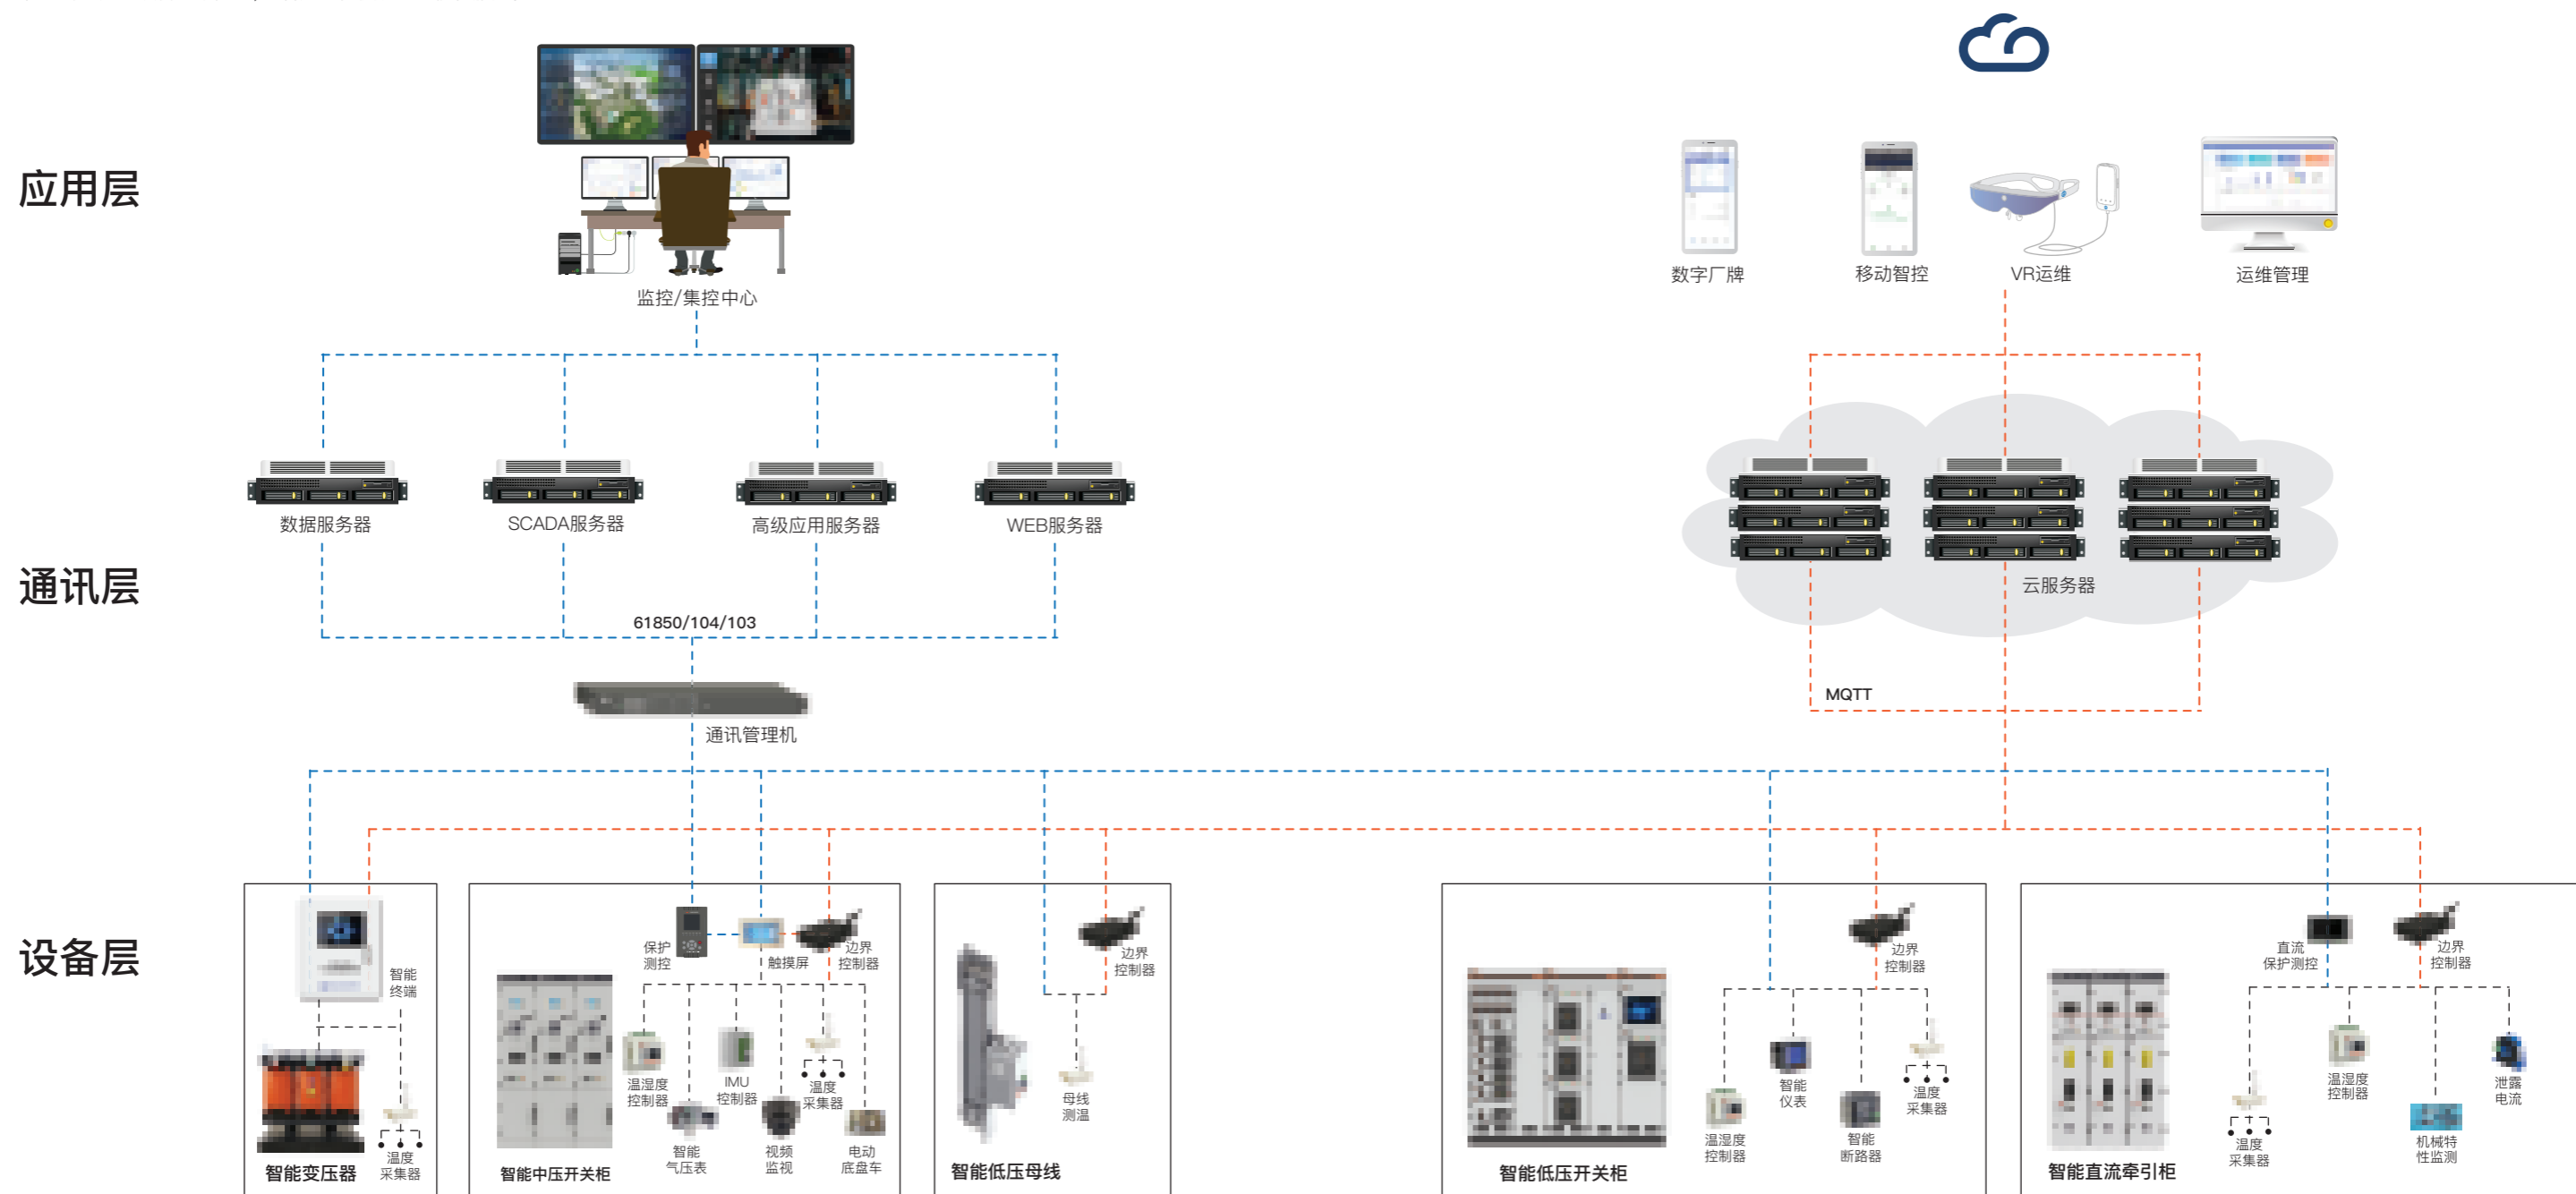 应用层
监控/集控中心
数字厂牌
移动智控
VR运维
运维管理
通讯层
数据服务器
SCADA服务器
高级应用服务器
WEB服务器
云服务器
61850/104/103
MQTT
通讯管理机
设备层
智能
终端
温度
采集器
智能变压器
保护
测控
触摸屏
边界
控制器
温湿度
控制器
智能
气压表
IMU
控制器
视频
监视
温度
采集器
电动
底盘车
智能中压开关柜
边界
控制器
母线
测温
智能低压母线
边界
控制器
温湿度
控制器
智能
仪表
智能
断路器
温度
采集器
智能低压开关柜
直流
保护测控
边界
控制器
温度
采集器
温湿度
控制器
机械特
性监测
泄露
电流
智能直流牵引柜